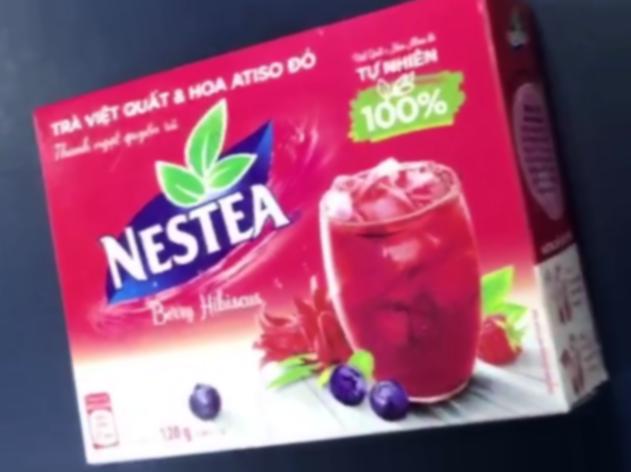 TRÀ VIỆT QUẤT & HOA ATISO ĐỎ
Thanh ngọt quyến rũ
TỰ NHIÊN
100%
NESTEA
Berry Hibiscus
120 g